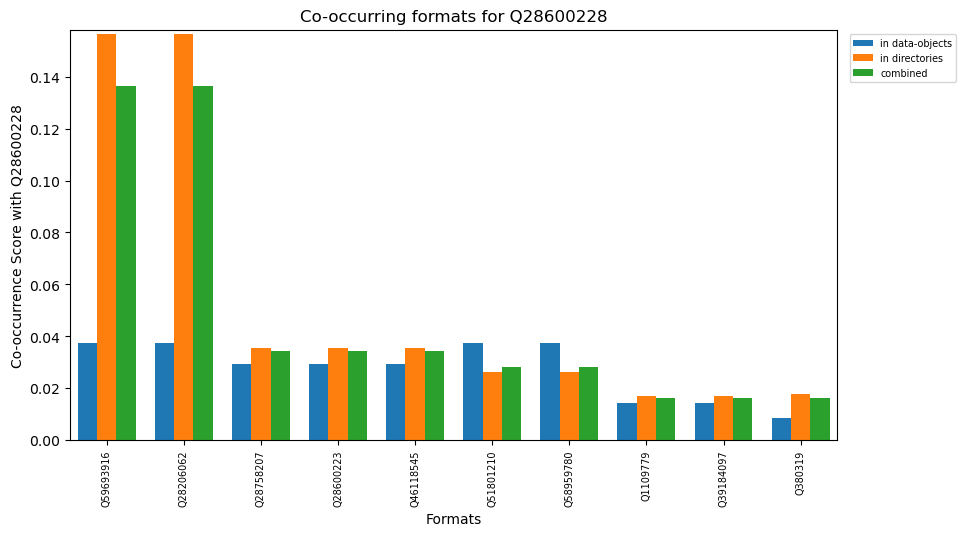 Co-occurring formats for Q28600228
in data-objects
in directories
combined
Co-occurrence Score with Q28600228
0.14
0.12
0.10
0.08
0.06
0.04
0.02
0.00
Q59693916
Q28206062
Q28758207
Q28600223
Q46118545
Q51801210
Q58959780
Q1109779
Q39184097
Q380319
Formats